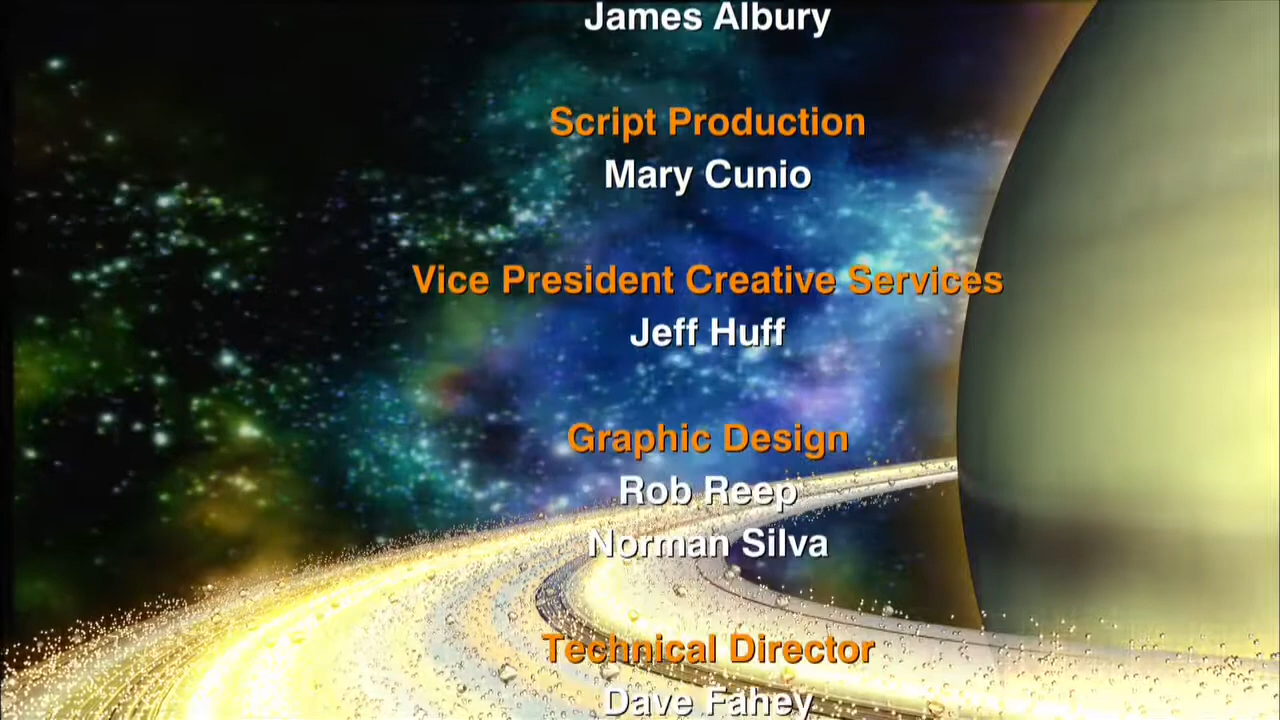 James Albury
Script Production
Mary Cunio
Vice President Creative Services
Jeff Huff
Graphic Design
Rob Reep
Norman Silva
Technical Director
Dave Fahey